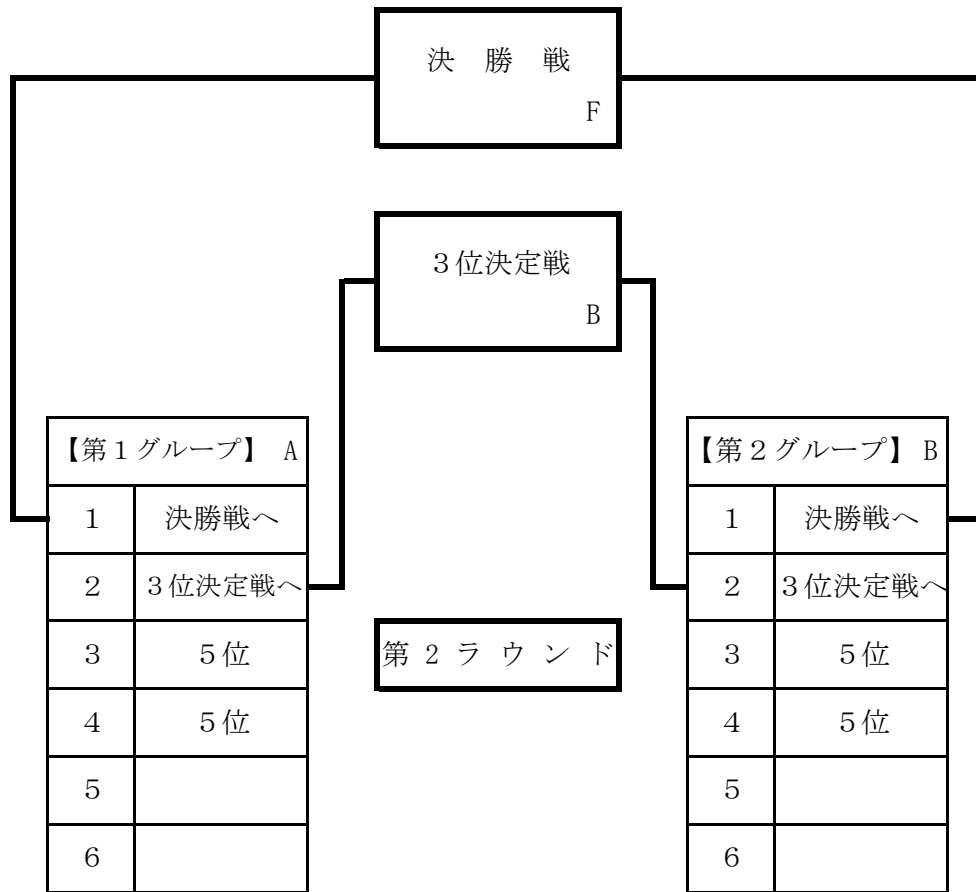 決 勝 戦
F
３位決定戦
B
【第１グループ】 A
1 決勝戦へ
2 ３位決定戦へ
3 ５位
4 ５位
5
6
第 2 ラ ウ ン ド
【第２グループ】 B
1 決勝戦へ
2 ３位決定戦へ
3 ５位
4 ５位
5
6